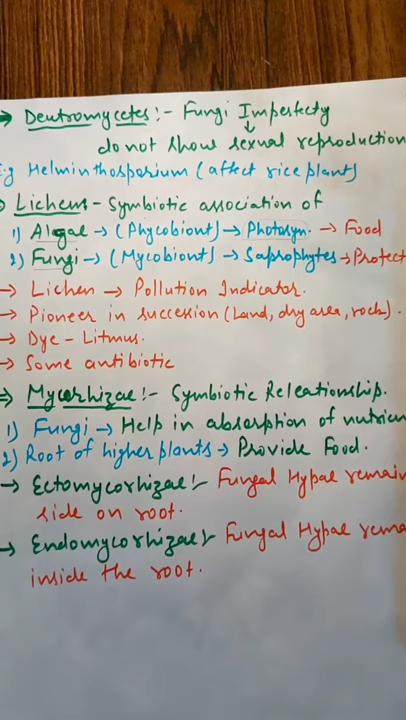 → Deutromycetes :- Fungi Imperfecty
↓
do not show sexual reproduction
E.g Helminthosporium (affect rice plant)
Lichens - Symbiotic association of
1) Algae → (Phycobiont) → Photosyn. → Food
2) Fungi → (Mycobiont) → Saprophytes → Protect
→ Lichen → Pollution Indicator.
→ Pioneer in succession (Land, dry area, rock).
→ Dye - Litmus.
→ Some antibiotic
⇒ Mycorhizae :- Symbiotic Releationship.
1) Fungi → Help in absorption of nutrien
2) Root of higher plants → Provide Food.
→ Ectomycorhizae :- Fungal Hypae remain
side on root.
→ Endomycorhizae :- Fungal Hypae rema
inside the root.